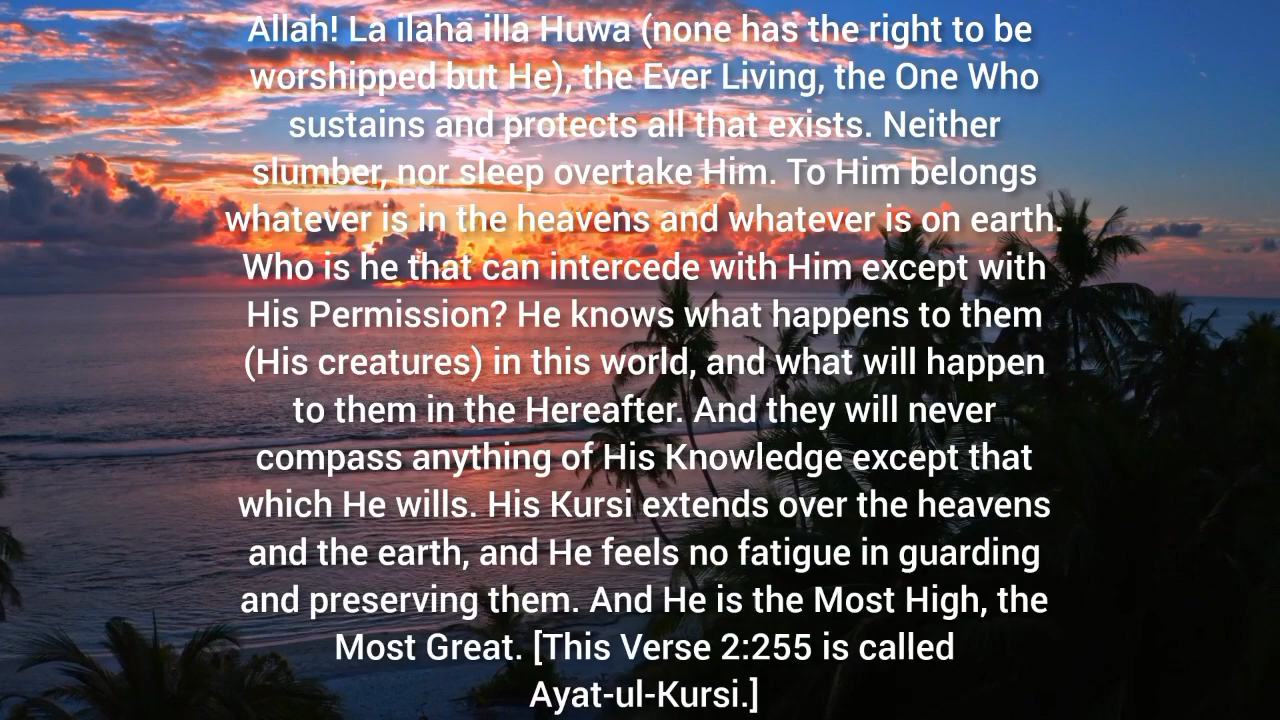 Allah! La ilaha illa Huwa (none has the right to be
worshipped but He), the Ever Living, the One Who
sustains and protects all that exists. Neither
slumber, nor sleep overtake Him. To Him belongs
whatever is in the heavens and whatever is on earth.
Who is he that can intercede with Him except with
His Permission? He knows what happens to them
(His creatures) in this world, and what will happen
to them in the Hereafter. And they will never
compass anything of His Knowledge except that
which He wills. His Kursi extends over the heavens
and the earth, and He feels no fatigue in guarding
and preserving them. And He is the Most High, the
Most Great. [This Verse 2:255 is called
Ayat-ul-Kursi.]